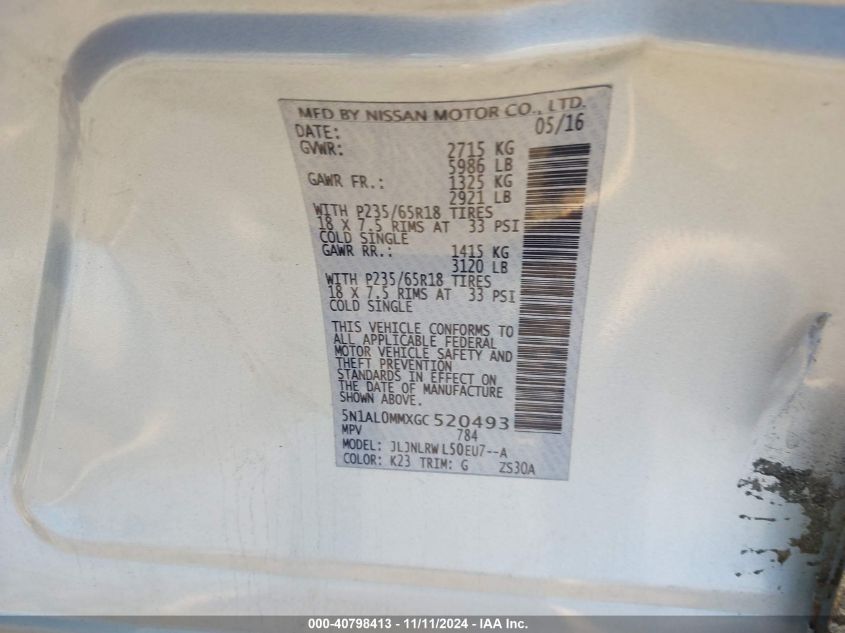 MFD BY NISSAN MOTOR CO., LTD.
DATE: 05/16
GVWR: 2715 KG
5986 LB
GAWR FR.: 1325 KG
2921 LB
WITH P235/65R18 TIRES
18 X 7.5 RIMS AT 33 PSI
COLD SINGLE
GAWR RR.: 1415 KG
3120 LB
WITH P235/65R18 TIRES
18 X 7.5 RIMS AT 33 PSI
COLD SINGLE
THIS VEHICLE CONFORMS TO
ALL APPLICABLE FEDERAL
MOTOR VEHICLE SAFETY AND
THEFT PREVENTION
STANDARDS IN EFFECT ON
THE DATE OF MANUFACTURE
SHOWN ABOVE.
5N1AL0MMXGC 520493
MPV 784
MODEL: JLJNLRW L50EU7--A
COLOR: K23 TRIM: G ZS30A
000-40798413 - 11/11/2024 - IAA Inc.